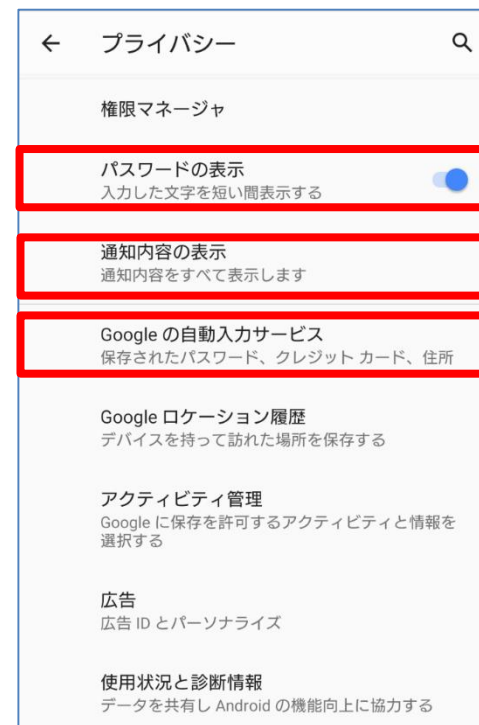 プライバシー
権限マネージャ
パスワードの表示
入力した文字を短い間表示する
通知内容の表示
通知内容をすべて表示します
Google の自動入力サービス
保存されたパスワード、クレジット カード、住所
Google ロケーション履歴
デバイスを持って訪れた場所を保存する
アクティビティ管理
Google に保存を許可するアクティビティと情報を
選択する
広告
広告 ID とパーソナライズ
使用状況と診断情報
データを共有し Android の機能向上に協力する